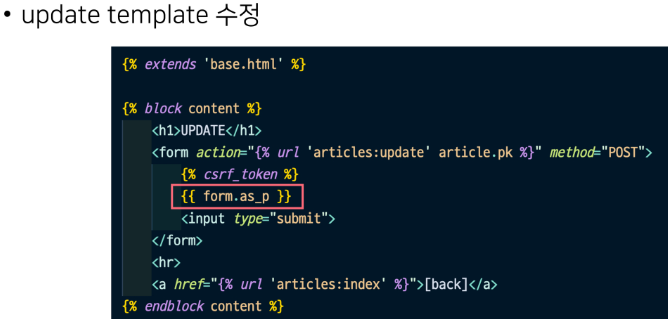 • update template 수정
{% extends 'base.html' %}
{% block content %}
<h1>UPDATE</h1>
<form action="{% url 'articles:update' article.pk %}" method="POST">
{% csrf_token %}
{{ form.as_p }}
<input type="submit">
</form>
<hr>
<a href="{% url 'articles:index' %}">[back]</a>
{% endblock content %}